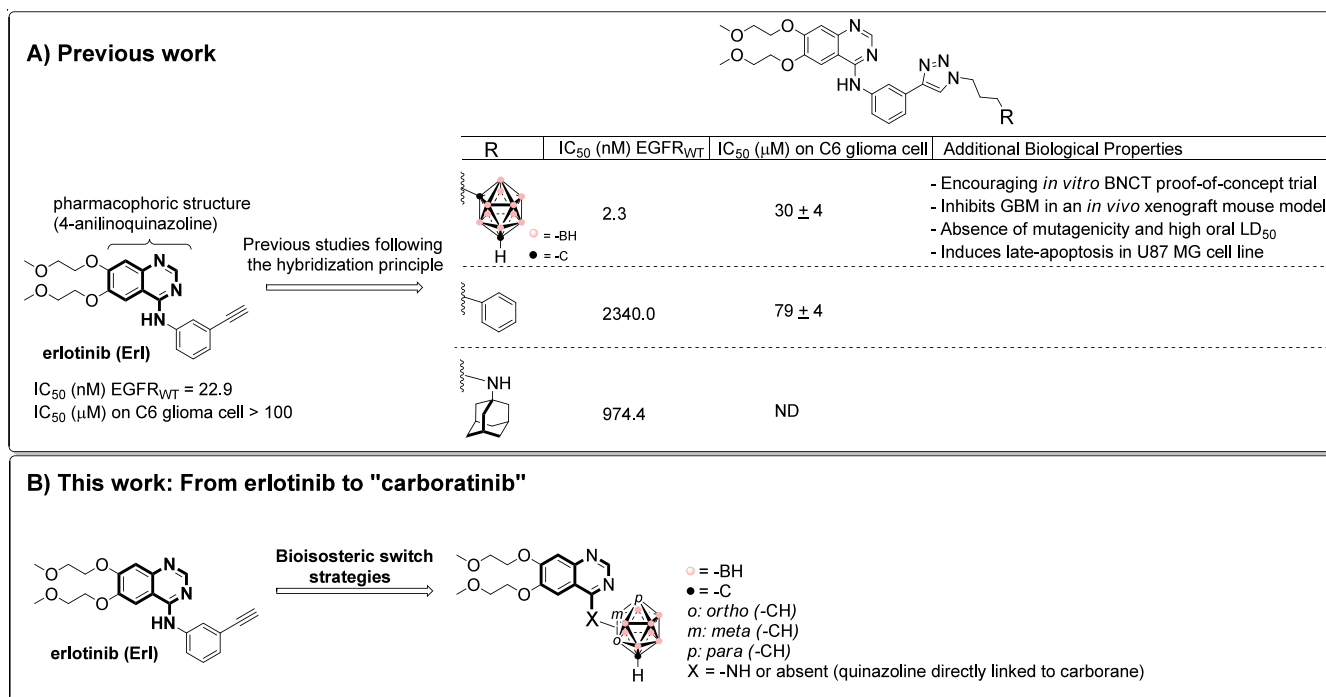 A) Previous work
pharmacophoric structure
(4-anilinoquinazoline)
O
O
O
O
N
N
HN
erlotinib (Erl)
IC50 (nM) EGFRWT = 22.9
IC50 (μM) on C6 glioma cell > 100
Previous studies following
the hybridization principle
O
O
O
O
N
N
HN
N
N
N
R
R IC50 (nM) EGFRWT IC50 (μM) on C6 glioma cell Additional Biological Properties
= -BH
= -C
H
2.3 30 ± 4
- Encouraging in vitro BNCT proof-of-concept trial
- Inhibits GBM in an in vivo xenograft mouse model
- Absence of mutagenicity and high oral LD50
- Induces late-apoptosis in U87 MG cell line
2340.0 79 ± 4
NH
974.4 ND
B) This work: From erlotinib to "carboratinib"
O
O
O
O
N
N
HN
erlotinib (Erl)
Bioisosteric switch
strategies
O
O
O
O
N
N
X
p
m
o
H
= -BH
= -C
o: ortho (-CH)
m: meta (-CH)
p: para (-CH)
X = -NH or absent (quinazoline directly linked to carborane)